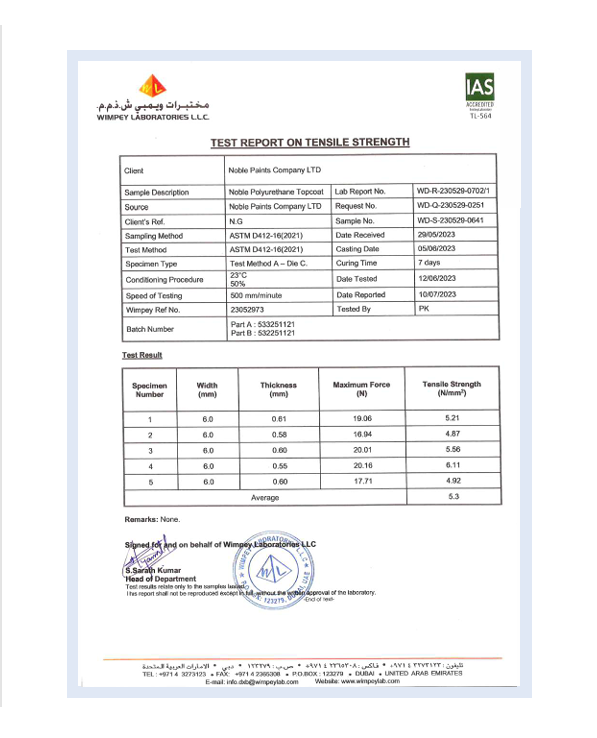 مختبرات ويمبي ش.ذ.م.م.
WIMPEY LABORATORIES L.L.C.
IAS
ACCREDITED
TL-564
TEST REPORT ON TENSILE STRENGTH
Client Noble Paints Company LTD
Sample Description Noble Polyurethane Topcoat Lab Report No. WD-R-230529-0702/1
Source Noble Paints Company LTD Request No. WD-Q-230529-0251
Client's Ref. N.G Sample No. WD-S-230529-0641
Sampling Method ASTM D412-16(2021) Date Received 29/05/2023
Test Method ASTM D412-16(2021) Casting Date 05/06/2023
Specimen Type Test Method A – Die C. Curing Time 7 days
Conditioning Procedure 23°C 50% Date Tested 12/06/2023
Speed of Testing 500 mm/minute Date Reported 10/07/2023
Wimpey Ref No. 23052973 Tested By PK
Batch Number Part A : 533251121
Part B : 532251121
Test Result
Specimen Number Width (mm) Thickness (mm) Maximum Force (N) Tensile Strength (N/mm²)
1 6.0 0.61 19.06 5.21
2 6.0 0.58 16.94 4.87
3 6.0 0.60 20.01 5.56
4 6.0 0.55 20.16 6.11
5 6.0 0.60 17.71 4.92
Average 5.3
Remarks: None.
Signed for and on behalf of Wimpey Laboratories LLC
S.Sarath Kumar
Head of Department
Test results relate only to the samples tested.
This report shall not be reproduced except in full, without the written approval of the laboratory.
-End of test-
تليفون : ٣٢٧٣١٢٣ ٤ ٩٧١+ * فاكس : ٢٣٦٥٣٠٨ ٤ ٩٧١+ * ص.ب : ١٢٣٢٧٩ * دبي * الامارات العربية المتحدة
TEL : +971 4 3273123 * FAX: +971 4 2365308 * P.O.BOX : 123279 * DUBAI * UNITED ARAB EMIRATES
E-mail: info.dxb@wimpeylab.com Website: www.wimpeylab.com